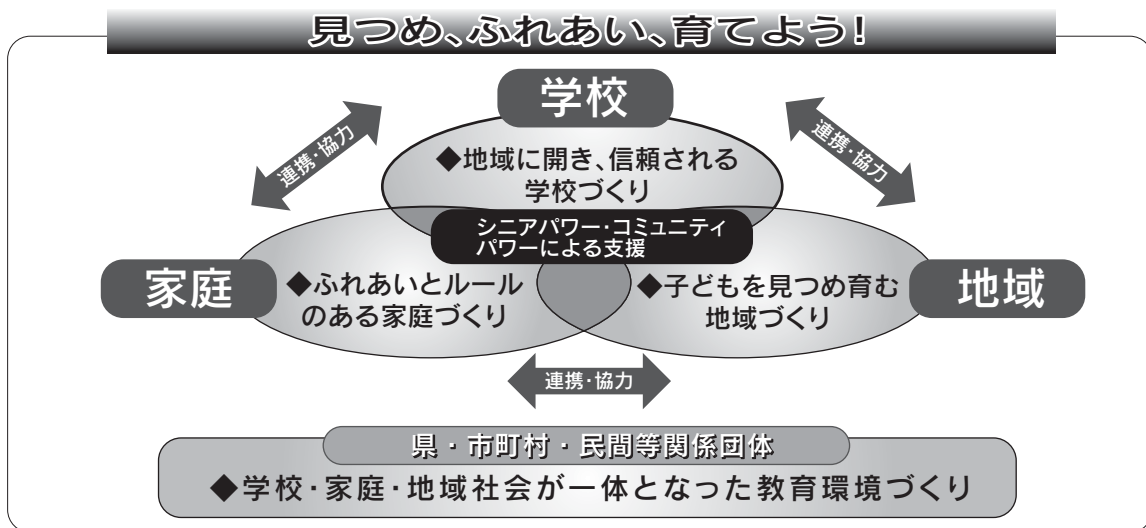 見つめ、ふれあい、育てよう!
学校
連携・協力
連携・協力
◆地域に開き、信頼される
学校づくり
シニアパワー・コミュニティ
パワーによる支援
家庭
◆ふれあいとルール
のある家庭づくり
◆子どもを見つめ育む
地域づくり
地域
連携・協力
県・市町村・民間等関係団体
◆学校・家庭・地域社会が一体となった教育環境づくり